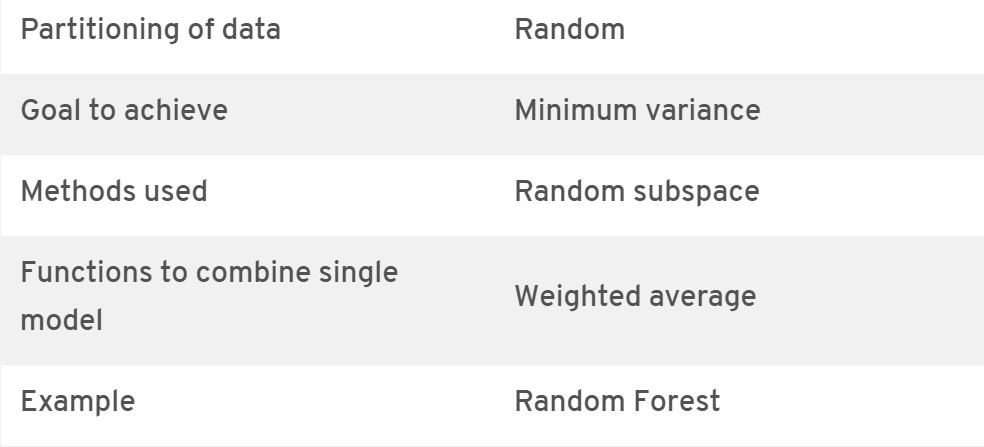 Partitioning of data Random
Goal to achieve Minimum variance
Methods used Random subspace
Functions to combine single
model
Weighted average
Example Random Forest